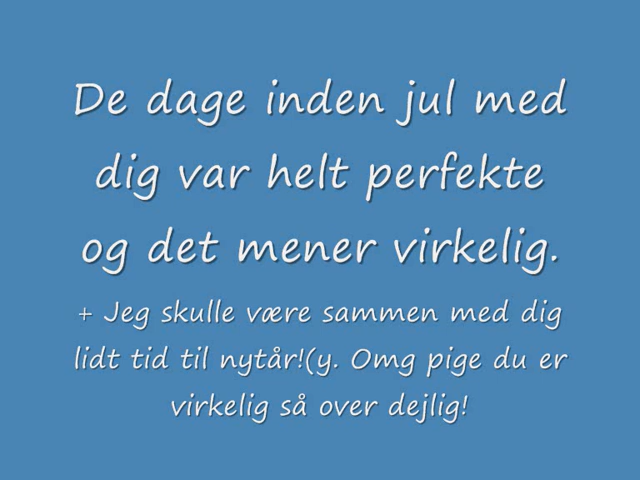 De dage inden jul med
dig var helt perfekte
og det mener virkelig.
+ Jeg skulle være sammen med dig
lidt tid til nytår!(y. Omg pige du er
virkelig så over dejlig!